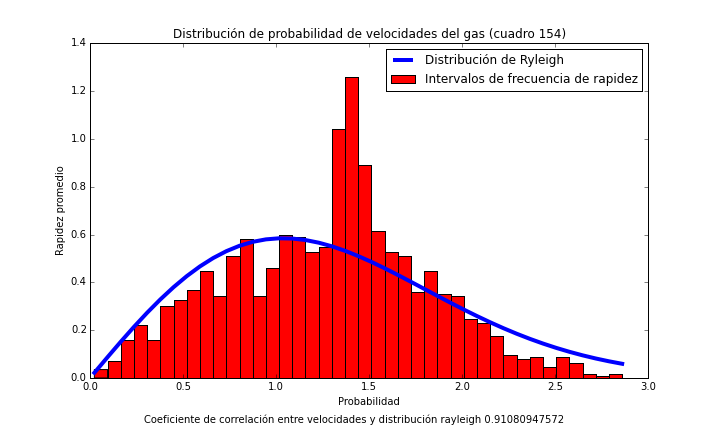 Distribución de probabilidad de velocidades del gas (cuadro 154)
Distribución de Ryleigh
Intervalos de frecuencia de rapidez
Rapidez promedio
1.4
1.2
1.0
0.8
0.6
0.4
0.2
0.0
0.0 0.5 1.0 1.5 2.0 2.5 3.0
Probabilidad
Coeficiente de correlación entre velocidades y distribución rayleigh 0.91080947572